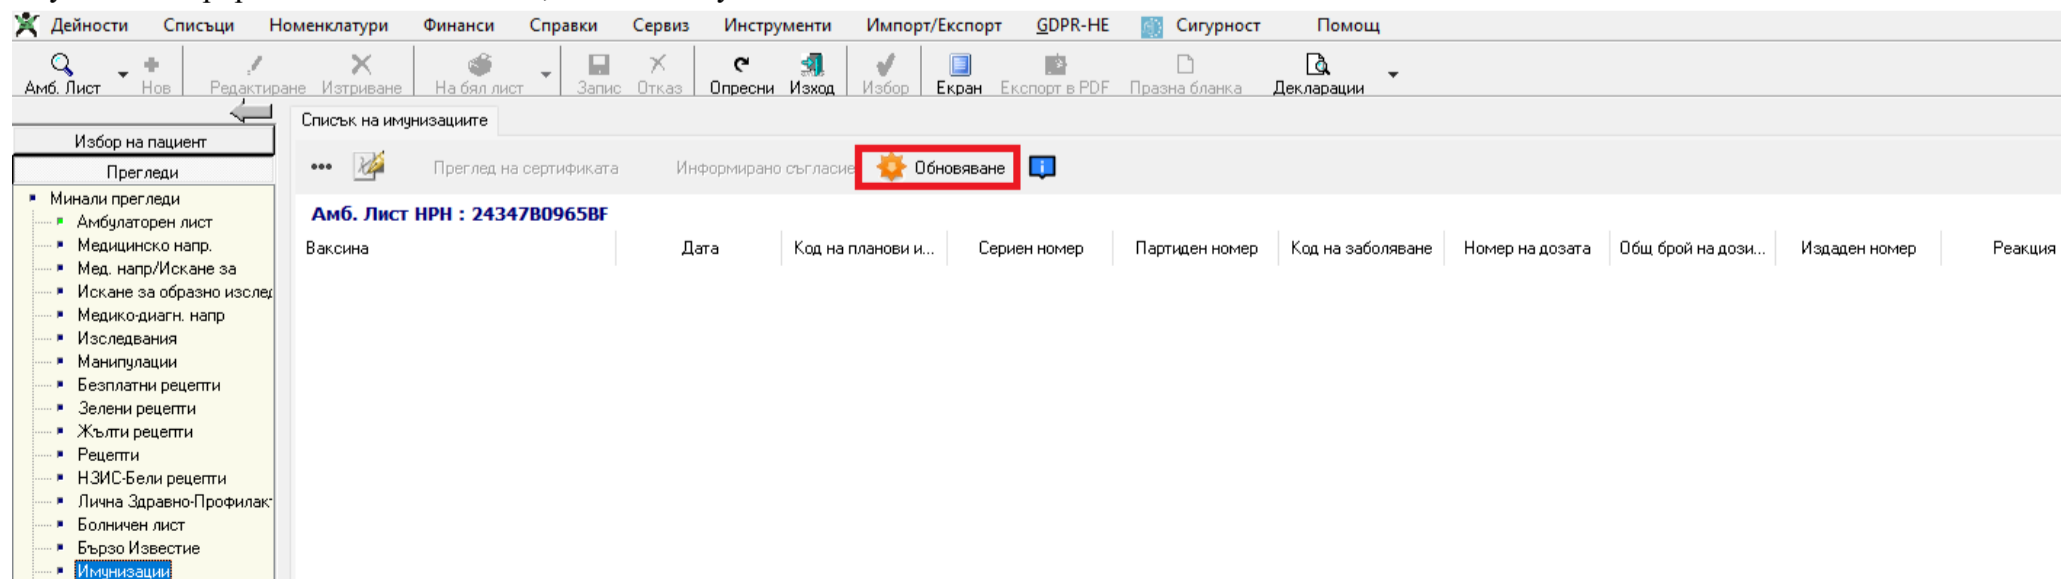 Дейности Списъци Номенклатури Финанси Справки Сервиз Инструменти Импорт/Експорт GDPR-НЕ Сигурност Помощ
Амб. Лист Нов Редактиране Изтриване На бял лист Запис Отказ Опресни Изход Избор Екран Експорт в PDF Празна бланка Декларации
Избор на пациент
Прегледи
Минали прегледи
Амбулаторен лист
Медицинско напр.
Мед. напр/Искане за
Искане за образно изслед
Медико-диагн. напр
Изследвания
Манипулации
Безплатни рецепти
Зелени рецепти
Жълти рецепти
Рецепти
НЗИС-Бели рецепти
Лична Здравно-Профилак
Болничен лист
Бързо Известие
Имунизации
Списък на имунизациите
••• Преглед на сертификата Информирано съгласие Обновяване
Амб. Лист НРН : 24347B0965BF
Ваксина Дата Код на планови и... Сериен номер Партиден номер Код на заболяване Номер на дозата Общ брой на дози... Издаден номер Реакция